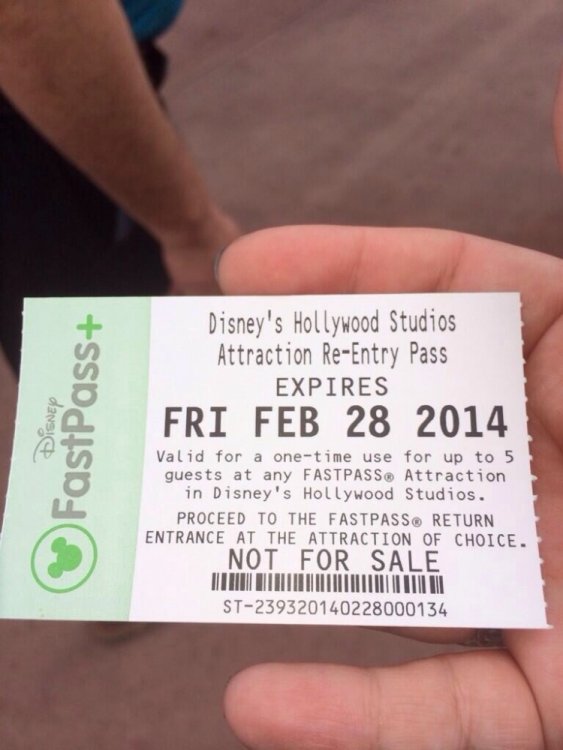 Disney FastPass+
Disney's Hollywood Studios
Attraction Re-Entry Pass
EXPIRES
FRI FEB 28 2014
Valid for a one-time use for up to 5
guests at any FASTPASS® Attraction
in Disney's Hollywood Studios.
PROCEED TO THE FASTPASS® RETURN
ENTRANCE AT THE ATTRACTION OF CHOICE.
NOT FOR SALE
ST-239320140228000134